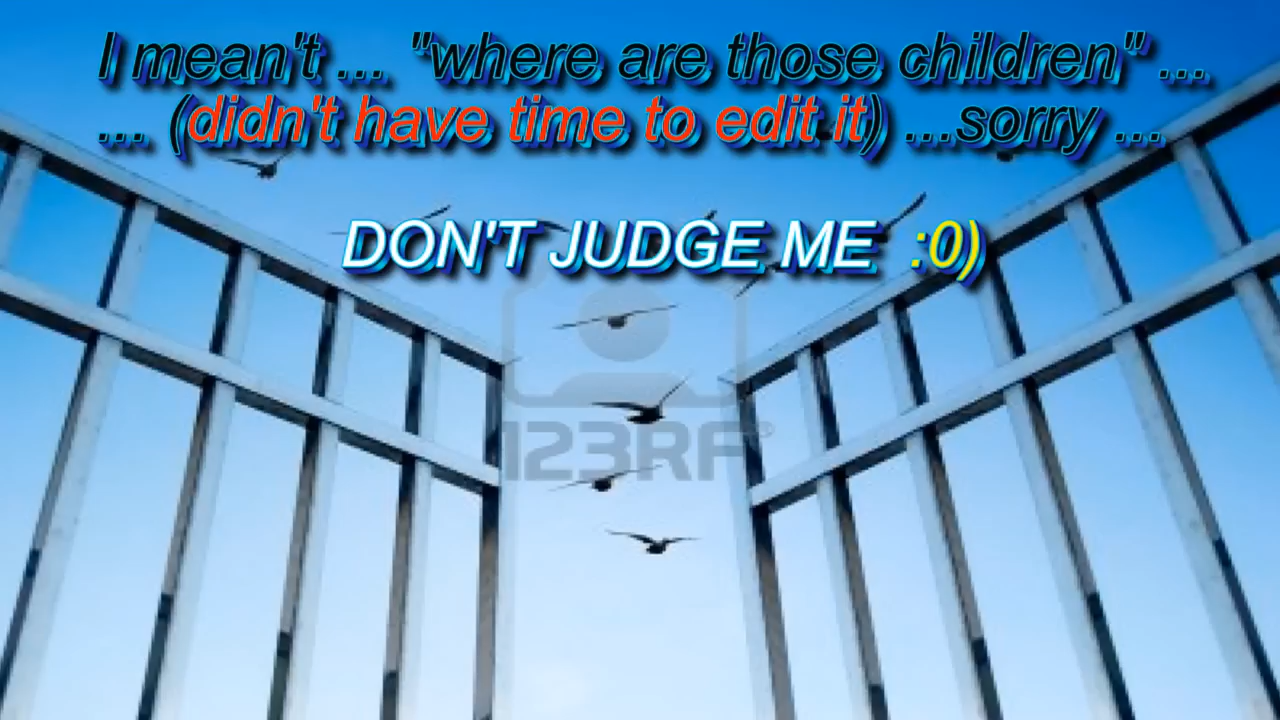 I mean't ... "where are those children" ...
... (didn't have time to edit it) ...sorry ...
DON'T JUDGE ME :0)
123RF